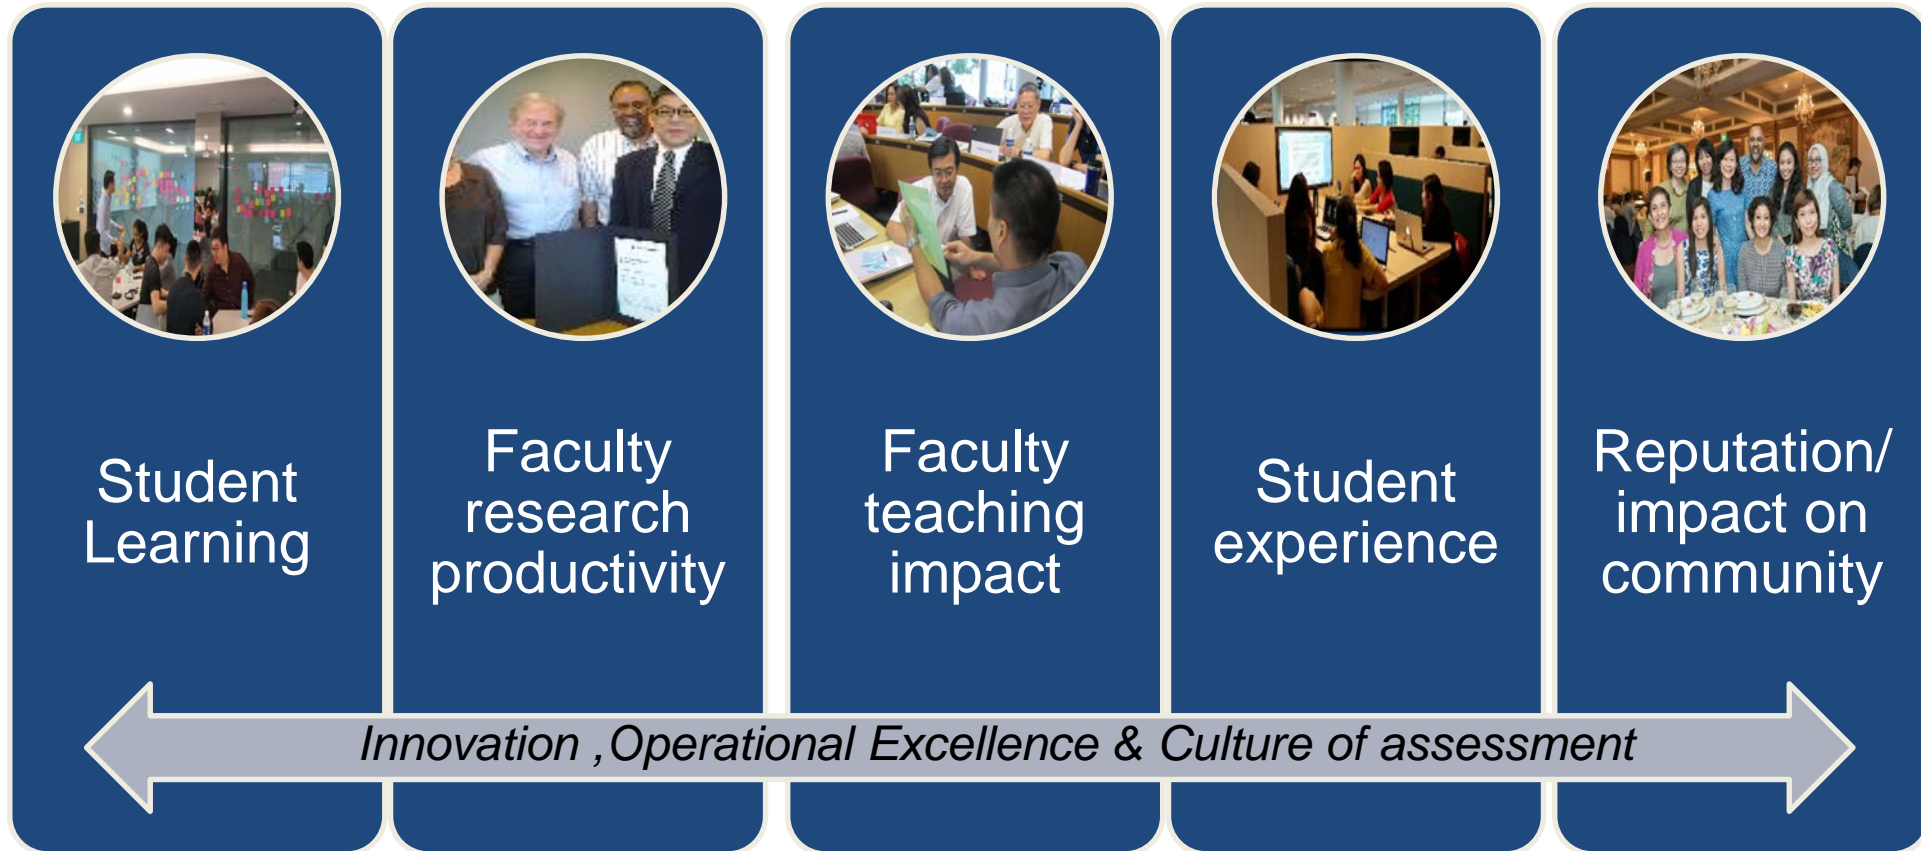 Student
Learning
Faculty
research
productivity
Faculty
teaching
impact
Student
experience
Reputation/
impact on
community
Innovation ,Operational Excellence & Culture of assessment